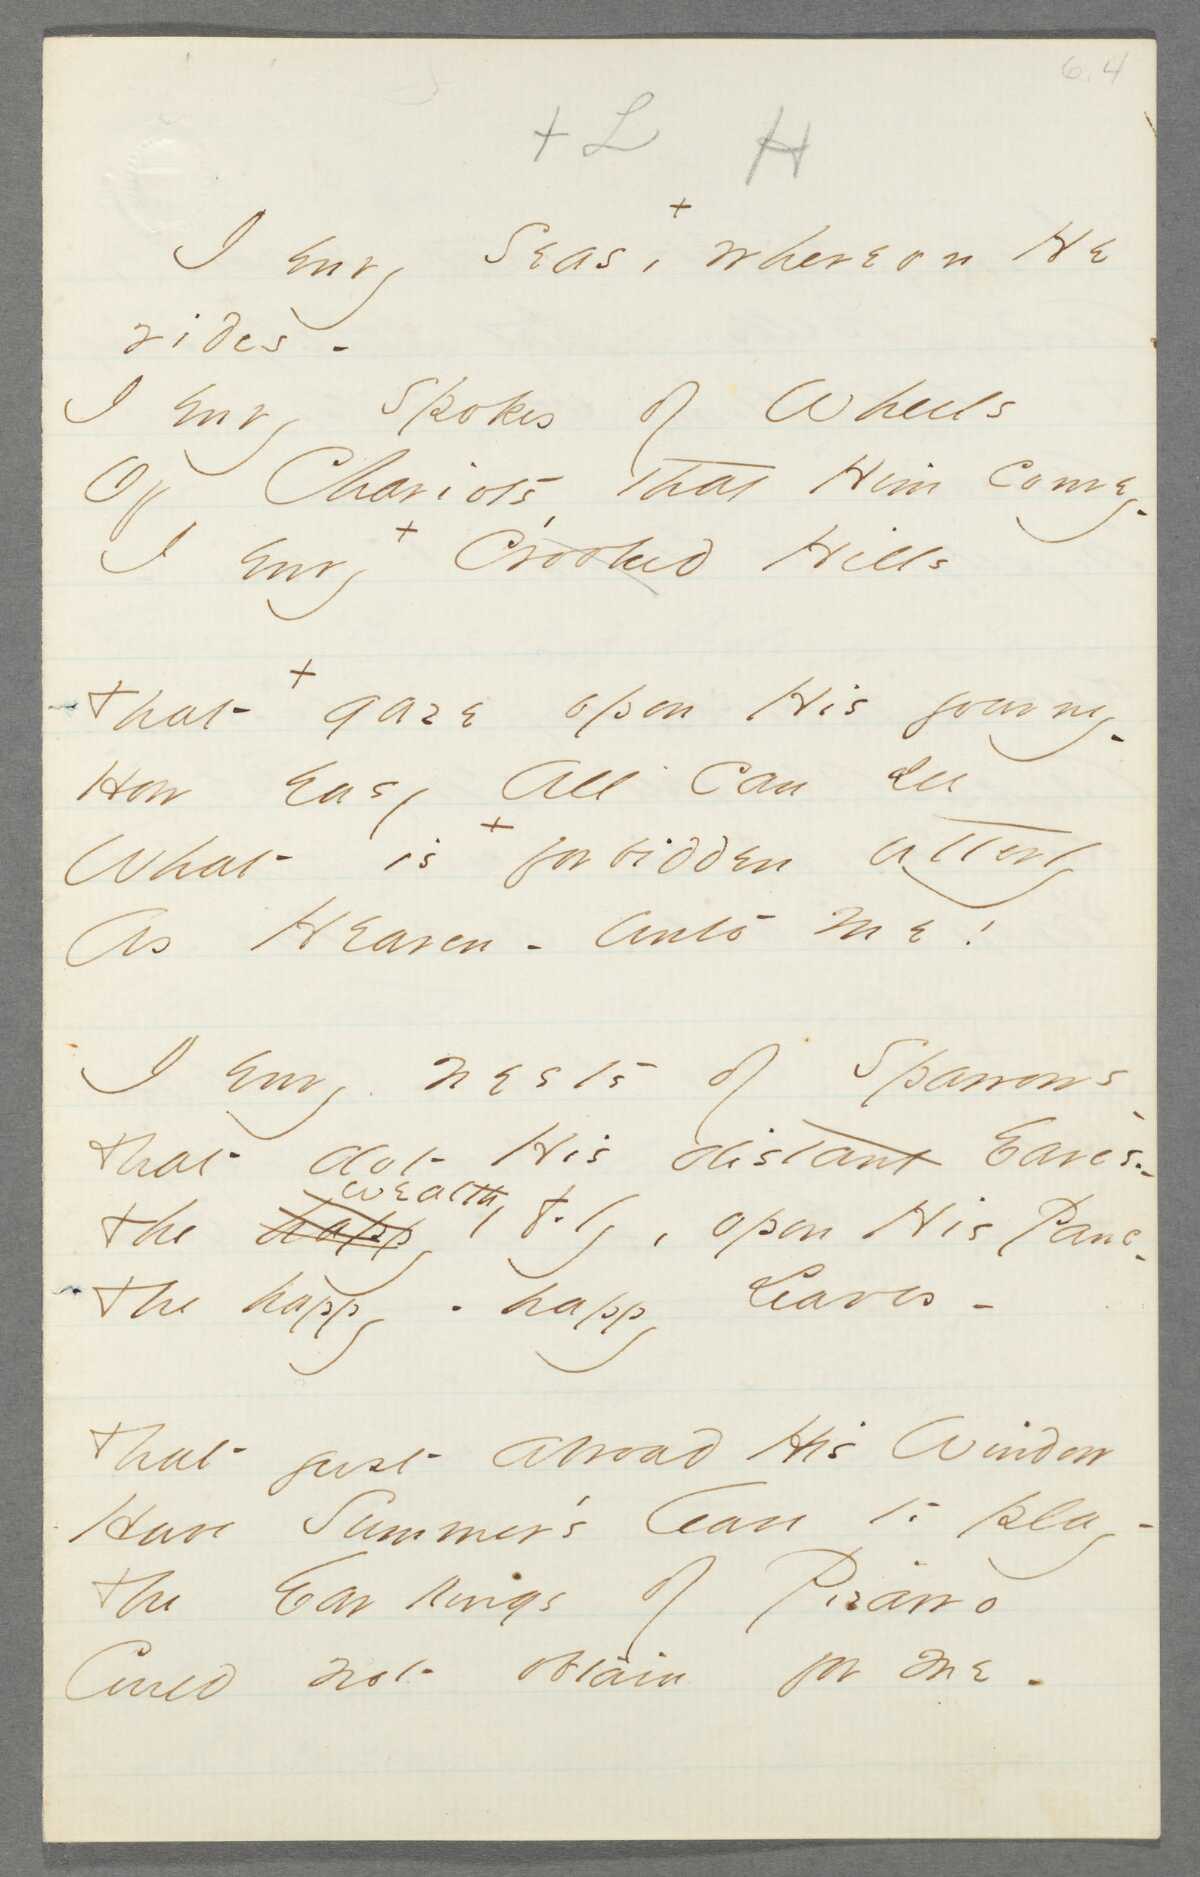 6.4
+ L H
I envy Seas, + whereon He
rides -
I envy Spokes of Wheels
Of Chariots, that Him convey -
I envy + Crooked Hills
That + gaze opon His journey -
How easy all can see
What is + forbidden utterly
As Heaven - unto me!
I envy nests of Sparrows -
That dot His distant Eaves -
The happy wealthy Fly, opon His Pane -
The happy - happy Leaves -
That just abroad His Window
Have Summer's leave to play -
The Ear Rings of Pizarro
Could not obtain for me -